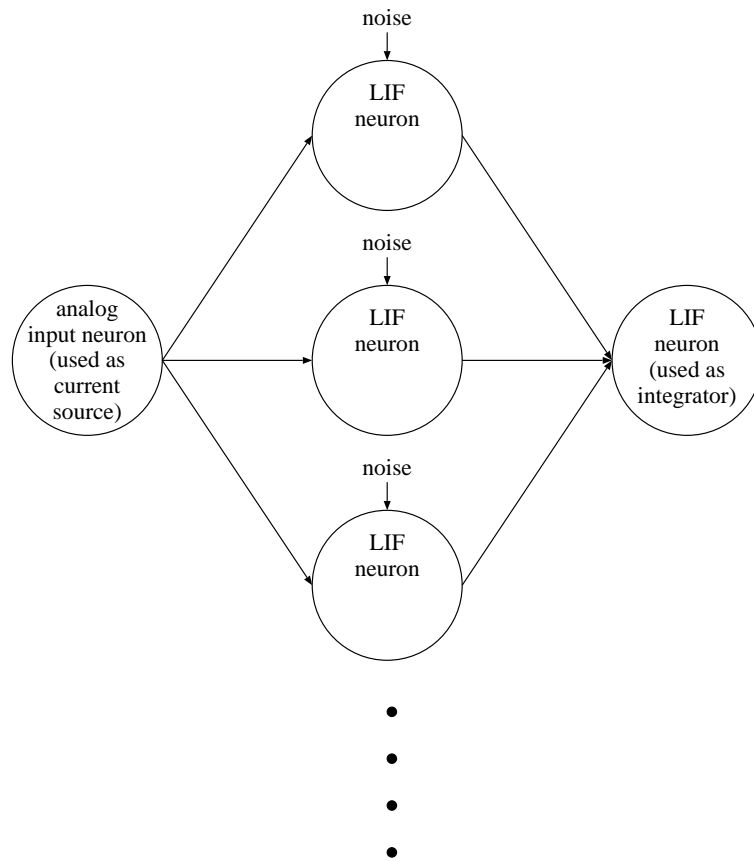 noise
LIF
neuron
noise
LIF
neuron
analog
input neuron
(used as
current
source)
LIF
neuron
(used as
integrator)
noise
LIF
neuron